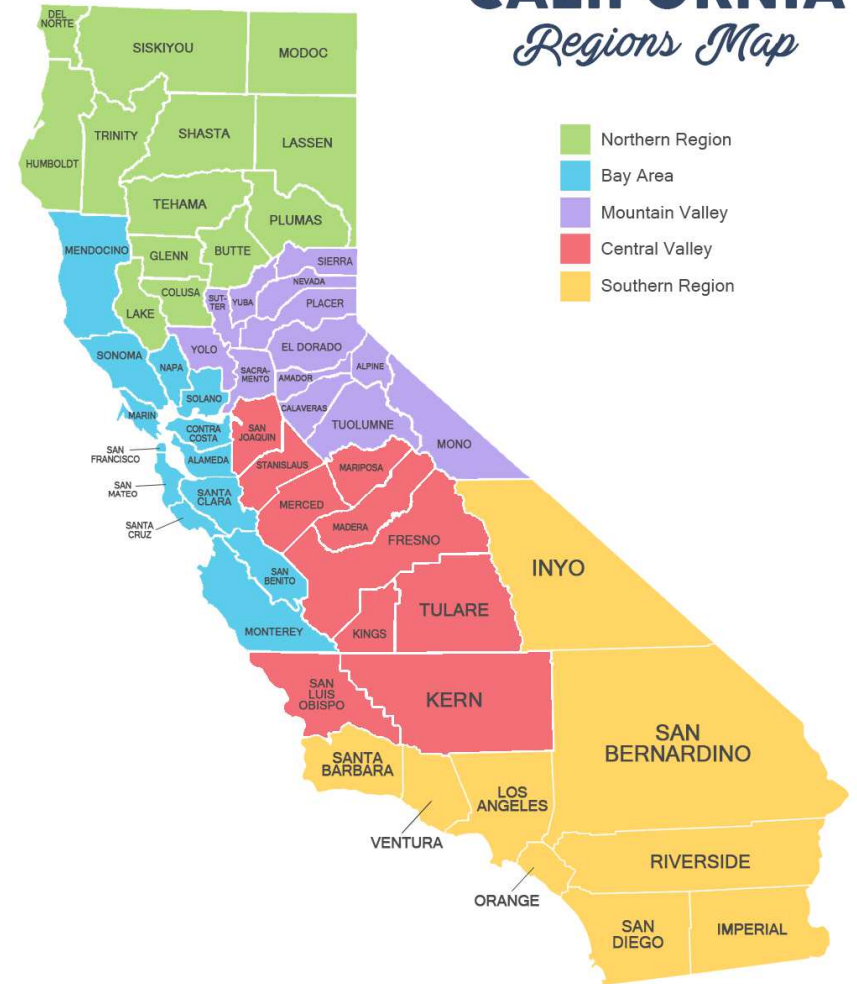 CALIFORNIA
Regions Map
Northern Region
Bay Area
Mountain Valley
Central Valley
Southern Region
DEL
NORTE
SISKIYOU
MODOC
HUMBOLDT
TRINITY
SHASTA
LASSEN
TEHAMA
PLUMAS
MENDOCINO
GLENN
BUTTE
SIERRA
NEVADA
LAKE
COLUSA
SUT-
TER
YUBA
PLACER
SONOMA
NAPA
YOLO
EL DORADO
SACRA-
MENTO
AMADOR
ALPINE
MARIN
SOLANO
CALAVERAS
TUOLUMNE
MONO
SAN
FRANCISCO
CONTRA
COSTA
SAN
JOAQUIN
ALAMEDA
STANISLAUS
MARIPOSA
SAN
MATEO
SANTA
CLARA
MERCED
SANTA
CRUZ
MADERA
FRESNO
SAN
BENITO
INYO
MONTEREY
KINGS
TULARE
SAN
LUIS
OBISPO
KERN
SAN
BERNARDINO
SANTA
BARBARA
VENTURA
LOS
ANGELES
ORANGE
RIVERSIDE
SAN
DIEGO
IMPERIAL